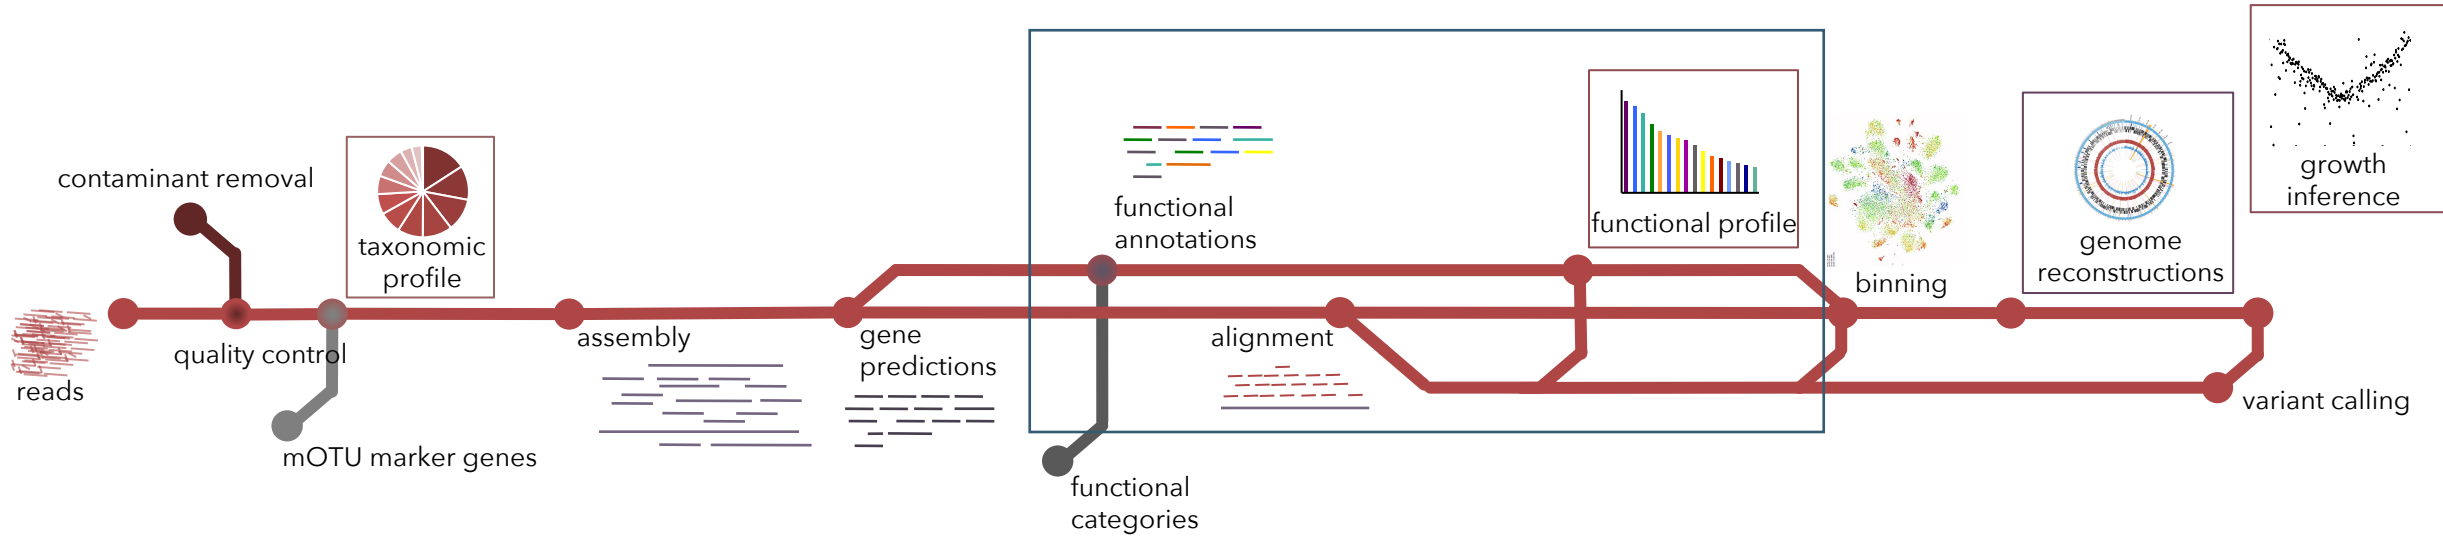 contaminant removal
taxonomic
profile
reads
quality control
mOTU marker genes
assembly
gene
predictions
functional
annotations
functional
categories
alignment
functional profile
binning
genome
reconstructions
growth
inference
variant calling